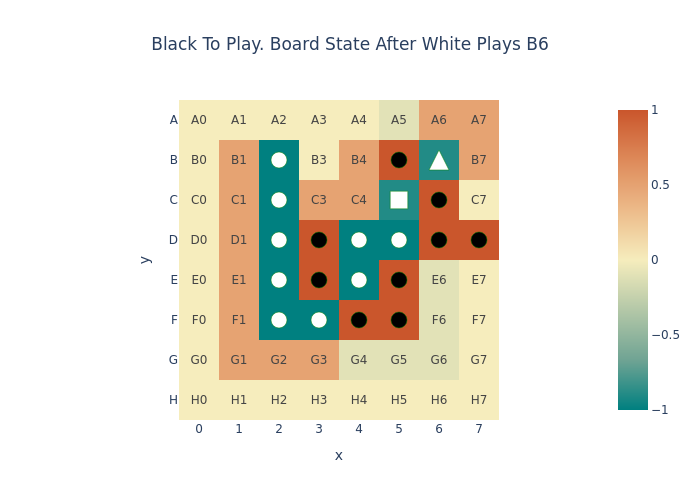 Black To Play. Board State After White Plays B6
A A0 A1 A2 A3 A4 A5 A6 A7
B B0 B1 B3 B4 B7
C C0 C1 C3 C4 C7
D D0 D1
E E0 E1 E6 E7
F F0 F1 F6 F7
G G0 G1 G2 G3 G4 G5 G6 G7
H H0 H1 H2 H3 H4 H5 H6 H7
0 1 2 3 4 5 6 7
x
y
1
0.5
0
−0.5
−1